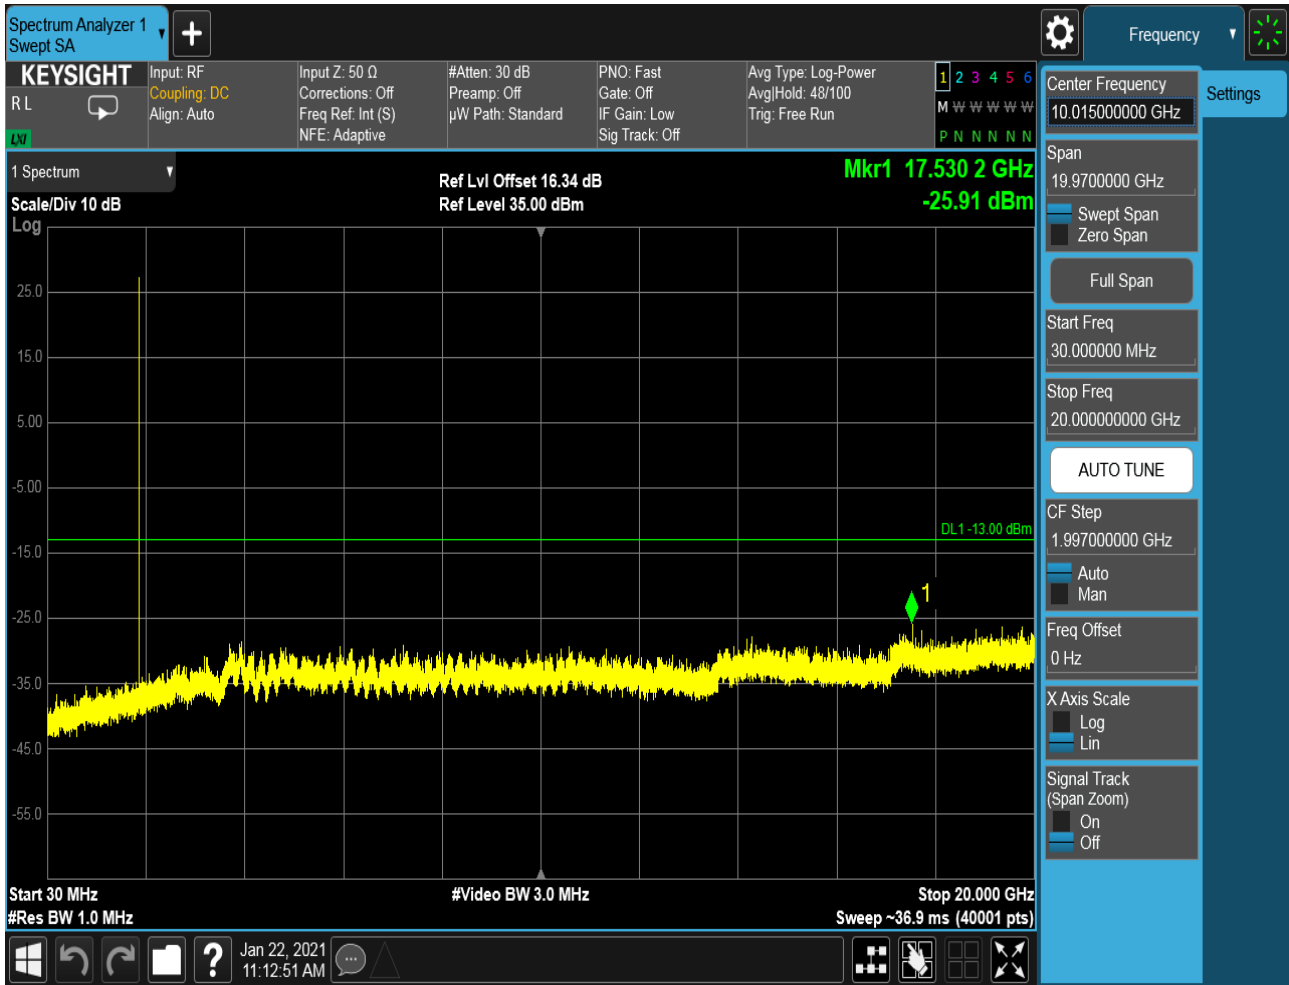 Spectrum Analyzer 1
Swept SA
Frequency
KEYSIGHT
R L
LXI
Input: RF
Coupling: DC
Align: Auto
Input Z: 50 Ω
Corrections: Off
Freq Ref: Int (S)
NFE: Adaptive
#Atten: 30 dB
Preamp: Off
µW Path: Standard
PNO: Fast
Gate: Off
IF Gain: Low
Sig Track: Off
Avg Type: Log-Power
Avg|Hold: 48/100
Trig: Free Run
1 2 3 4 5 6
M W W W W W
P N N N N N
1 Spectrum
Scale/Div 10 dB
Log
Ref Lvl Offset 16.34 dB
Ref Level 35.00 dBm
Mkr1 17.530 2 GHz
-25.91 dBm
25.0
15.0
5.00
-5.00
DL1 -13.00 dBm
-15.0
1
-25.0
-35.0
-45.0
-55.0
Start 30 MHz
#Video BW 3.0 MHz
Stop 20.000 GHz
#Res BW 1.0 MHz
Sweep ~36.9 ms (40001 pts)
?
Jan 22, 2021
11:12:51 AM
Center Frequency
10.015000000 GHz
Settings
Span
19.9700000 GHz
Swept Span
Zero Span
Full Span
Start Freq
30.000000 MHz
Stop Freq
20.000000000 GHz
AUTO TUNE
CF Step
1.997000000 GHz
Auto
Man
Freq Offset
0 Hz
X Axis Scale
Log
Lin
Signal Track
(Span Zoom)
On
Off